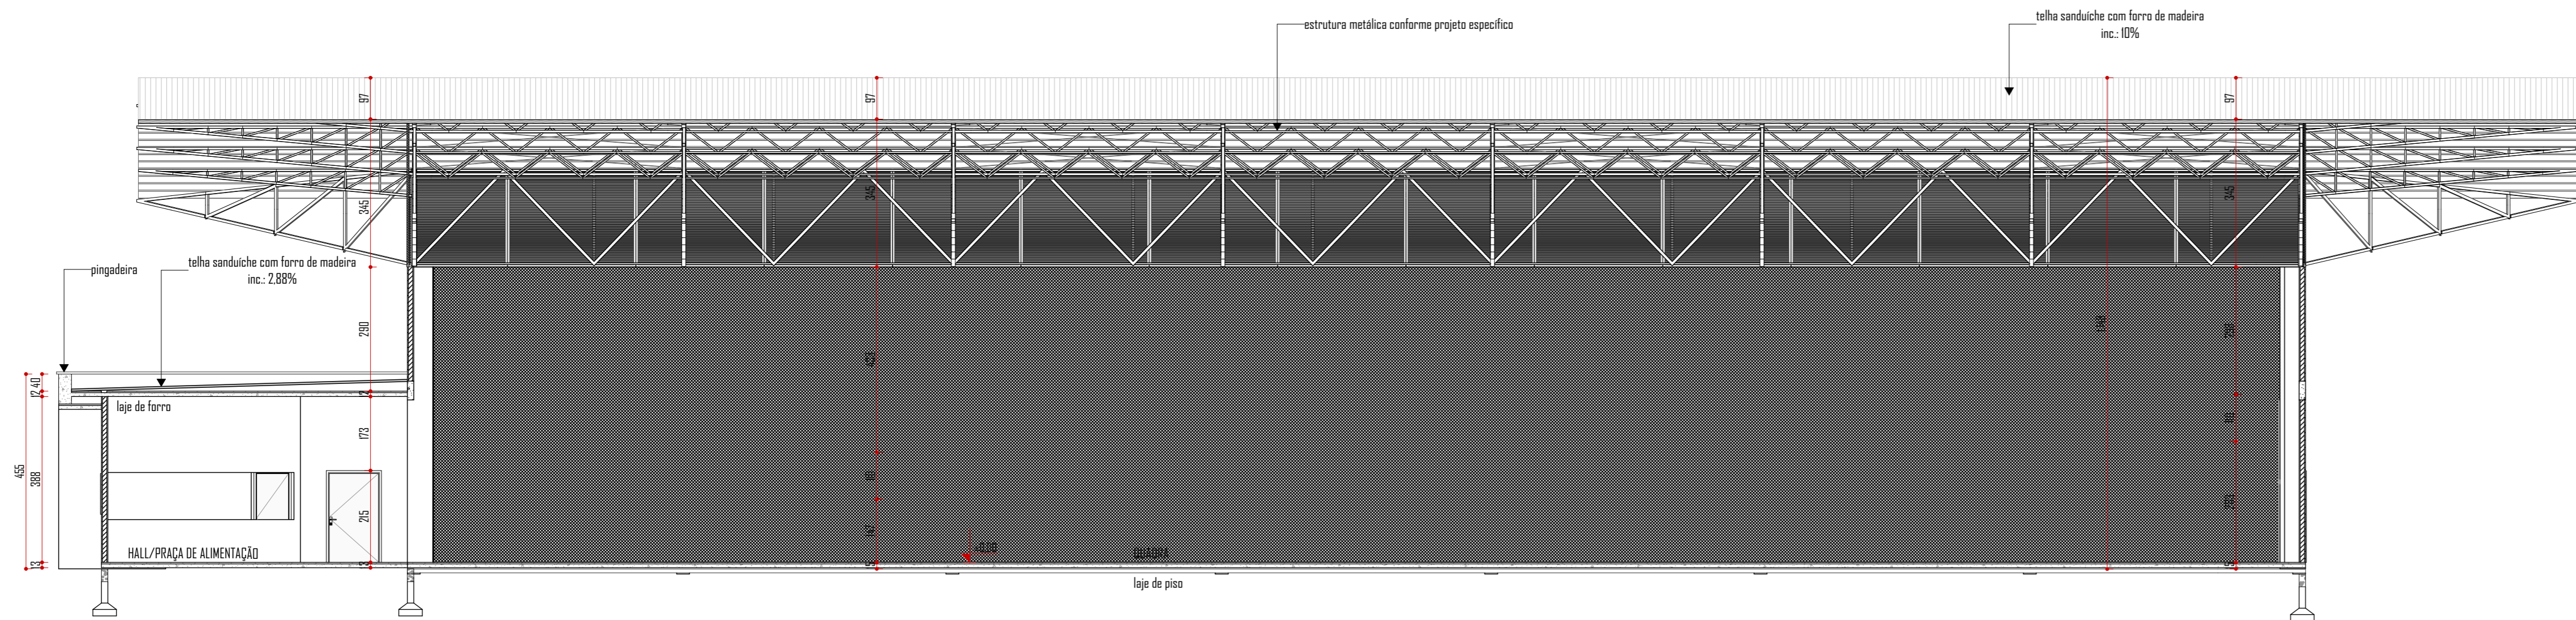 estrutura metálica conforme projeto específico
telha sanduíche com forro de madeira
inc.: 10%
97
97
97
345
345
345
pingadeira
telha sanduíche com forro de madeira
inc.: 2,88%
290
12 40
laje de forro
173
455
388
215
HALL/PRAÇA DE ALIMENTAÇÃO
QUADRA
13
laje de piso